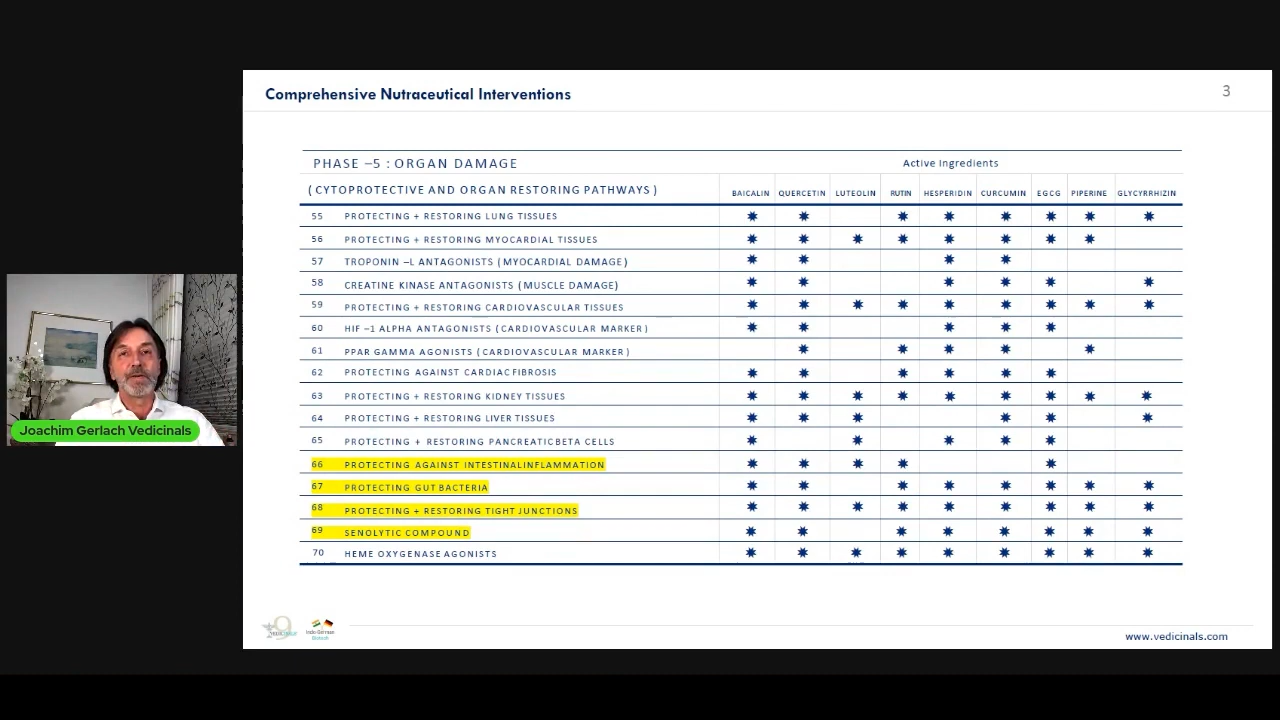 Comprehensive Nutraceutical Interventions
3
PHASE –5 : ORGAN DAMAGE
Active Ingredients
( CYTOPROTECTIVE AND ORGAN RESTORING PATHWAYS )
BAICALIN QUERCETIN LUTEOLIN RUTIN HESPERIDIN CURCUMIN EGCG PIPERINE GLYCYRRHIZIN
55 PROTECTING + RESTORING LUNG TISSUES
56 PROTECTING + RESTORING MYOCARDIAL TISSUES
57 TROPONIN –L ANTAGONISTS (MYOCARDIAL DAMAGE)
58 CREATINE KINASE ANTAGONISTS (MUSCLE DAMAGE)
59 PROTECTING + RESTORING CARDIOVASCULAR TISSUES
60 HIF –1 ALPHA ANTAGONISTS (CARDIOVASCULAR MARKER)
61 PPAR GAMMA AGONISTS (CARDIOVASCULAR MARKER)
62 PROTECTING AGAINST CARDIAC FIBROSIS
63 PROTECTING + RESTORING KIDNEY TISSUES
64 PROTECTING + RESTORING LIVER TISSUES
65 PROTECTING + RESTORING PANCREATIC BETA CELLS
66 PROTECTING AGAINST INTESTINALINFLAMMATION
67 PROTECTING GUT BACTERIA
68 PROTECTING + RESTORING TIGHT JUNCTIONS
69 SENOLYTIC COMPOUND
70 HEME OXYGENASE AGONISTS
Joachim Gerlach Vedicinals
Indo-German
Biotech
www.vedicinals.com